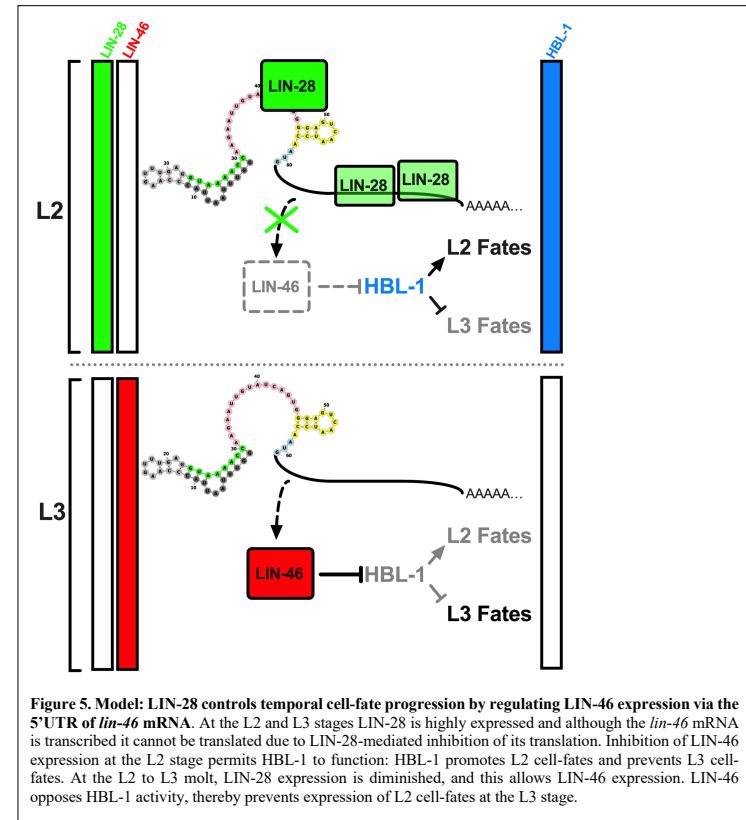 LIN-28
LIN-46
HBL-1
L2
LIN-28
LIN-28
LIN-28
AAAAA...
LIN-46
HBL-1
L2 Fates
L3 Fates
L3
AAAAA...
LIN-46
HBL-1
L2 Fates
L3 Fates
Figure 5. Model: LIN-28 controls temporal cell-fate progression by regulating LIN-46 expression via the
5'UTR of lin-46 mRNA. At the L2 and L3 stages LIN-28 is highly expressed and although the lin-46 mRNA
is transcribed it cannot be translated due to LIN-28-mediated inhibition of its translation. Inhibition of LIN-46
expression at the L2 stage permits HBL-1 to function: HBL-1 promotes L2 cell-fates and prevents L3 cell-
fates. At the L2 to L3 molt, LIN-28 expression is diminished, and this allows LIN-46 expression. LIN-46
opposes HBL-1 activity, thereby prevents expression of L2 cell-fates at the L3 stage.